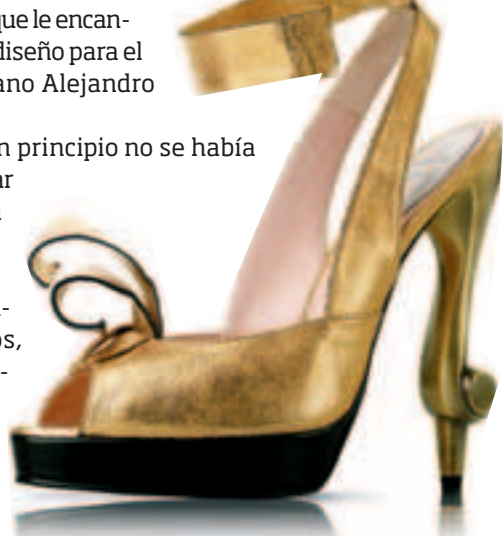 que le encan-
diseño para el
ano Alejandro
n principio no se había
ar
os,